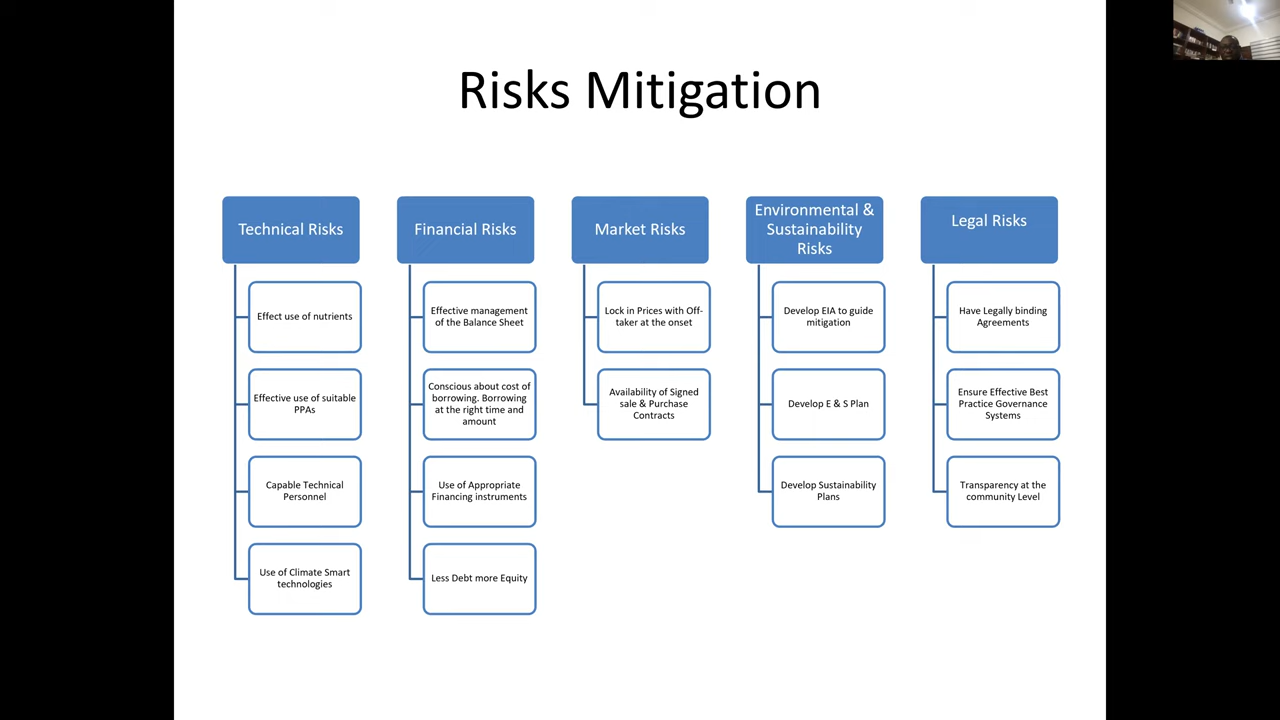 Risks Mitigation
Technical Risks
Effect use of nutrients
Effective use of suitable
PPAs
Capable Technical
Personnel
Use of Climate Smart
technologies
Financial Risks
Effective management
of the Balance Sheet
Conscious about cost of
borrowing. Borrowing
at the right time and
amount
Use of Appropriate
Financing instruments
Less Debt more Equity
Market Risks
Lock in Prices with Off-
taker at the onset
Availability of Signed
sale & Purchase
Contracts
Environmental &
Sustainability
Risks
Develop EIA to guide
mitigation
Develop E & S Plan
Develop Sustainability
Plans
Legal Risks
Have Legally binding
Agreements
Ensure Effective Best
Practice Governance
Systems
Transparency at the
community Level